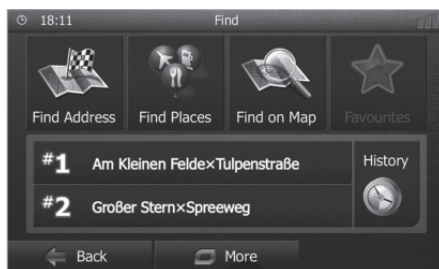 18:11 Find
Find Address Find Places Find on Map Favourites
#1 Am Kleinen Felde×Tulpenstraße
History
#2 Großer Stern×Spreeweg
Back More